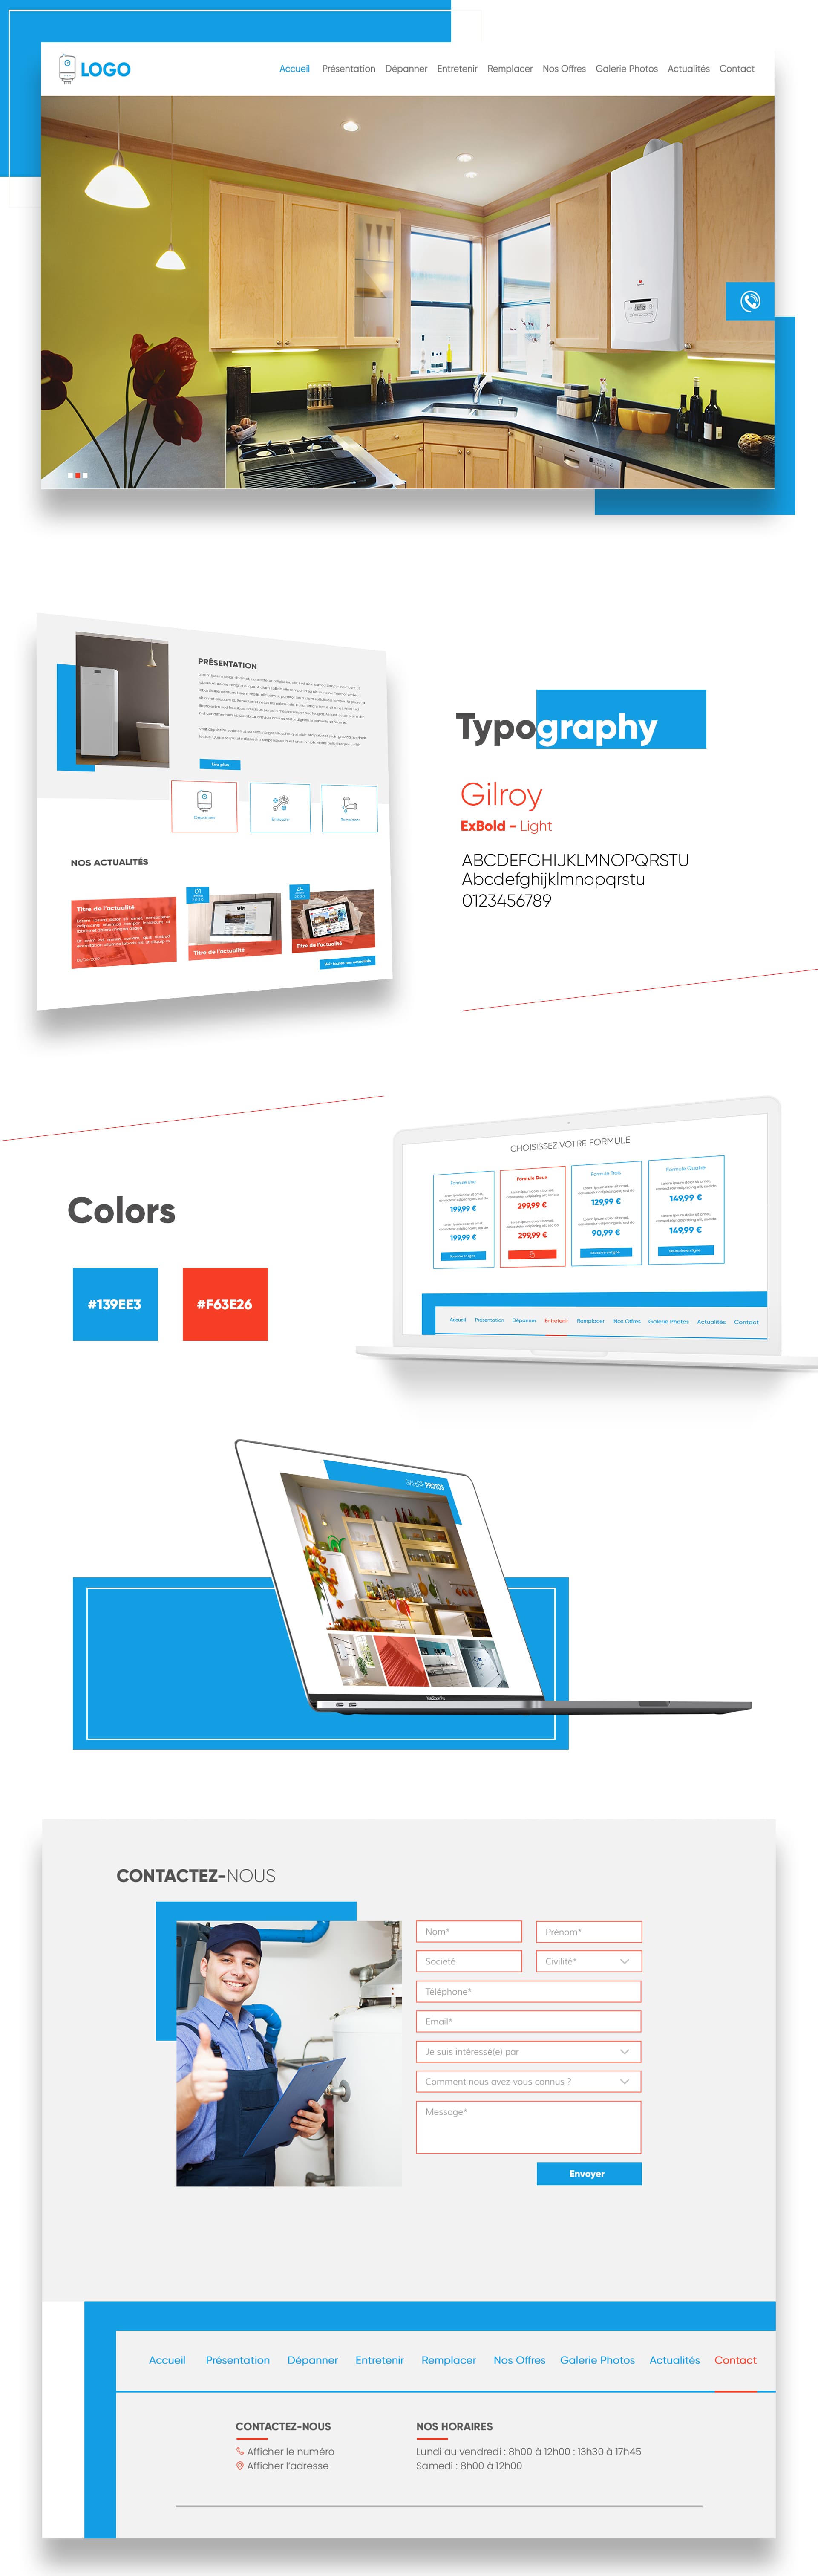 LOGO
Accueil Présentation Dépanner Entretenir Remplacer Nos Offres Galerie Photos Actualités Contact
PRÉSENTATION
Lire plus
Entretenir
Remplacer
NOS ACTUALITÉS
Titre de l'actualité
01
24
Titre de l'actualité
Titre de l'actualité
Voir toutes nos actualités
Typography
Gilroy
ExBold - Light
ABCDEFGHIJKLMNOPQRSTU
Abcdefghijklmnopqrstu
0123456789
Colors
#139EE3
#F63E26
CHOISISSEZ VOTRE FORMULE
Formule Une
Formule Deux
Formule Trois
Formule Quatre
199,99 €
299,99 €
129,99 €
149,99 €
199,99 €
299,99 €
90,99 €
149,99 €
Accueil Présentation Dépanner Entretenir Remplacer Nos Offres Galerie Photos Actualités Contact
GALERIE PHOTOS
MacBook Pro
CONTACTEZ-NOUS
Nom*
Prénom*
Societé
Civilité*
Téléphone*
Email*
Je suis intéressé(e) par
Comment nous avez-vous connus ?
Message*
Envoyer
Accueil Présentation Dépanner Entretenir Remplacer Nos Offres Galerie Photos Actualités Contact
CONTACTEZ-NOUS
Afficher le numéro
Afficher l'adresse
NOS HORAIRES
Lundi au vendredi : 8h00 à 12h00 : 13h30 à 17h45
Samedi : 8h00 à 12h00